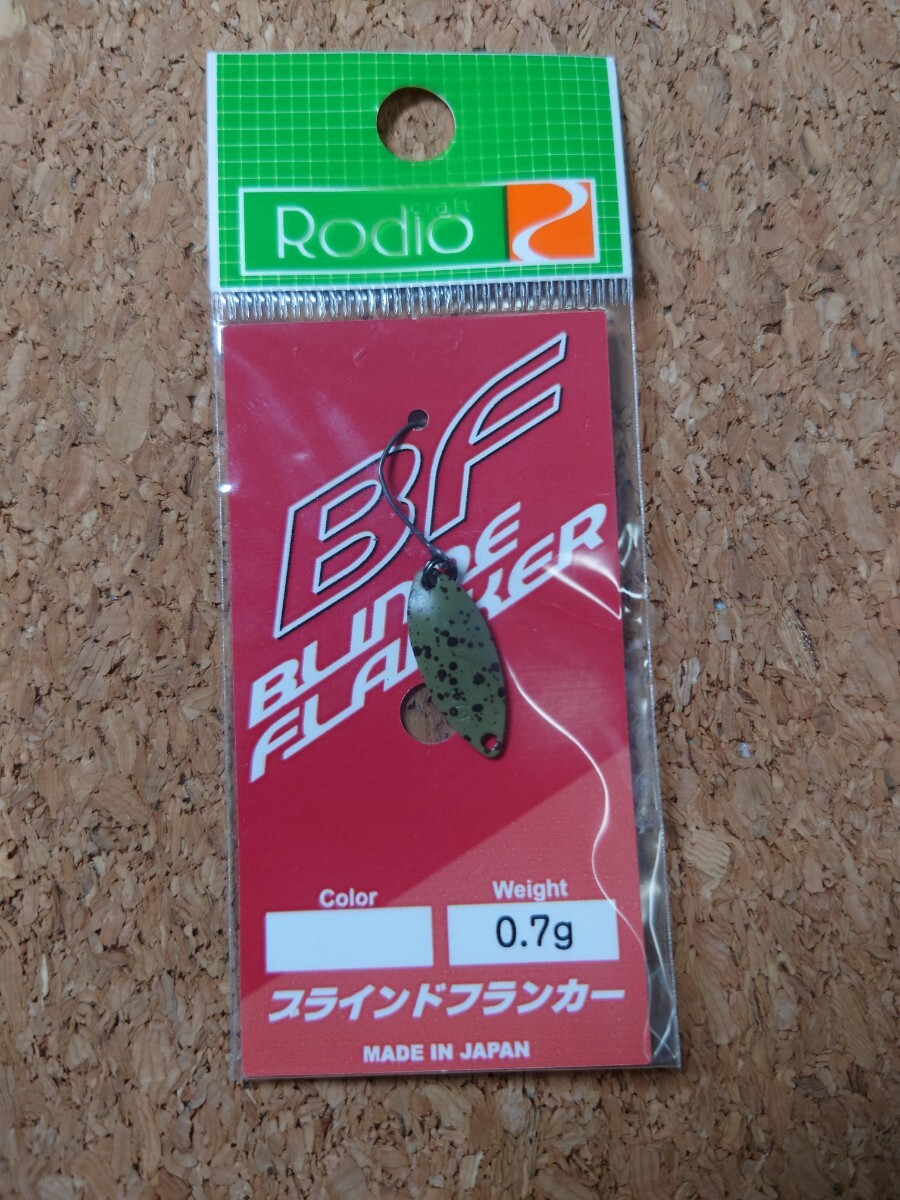 craft
Rodio
BF
BLINDE
FLANKER
Color
Weight
0.7g
ブラインドフランカー
MADE IN JAPAN